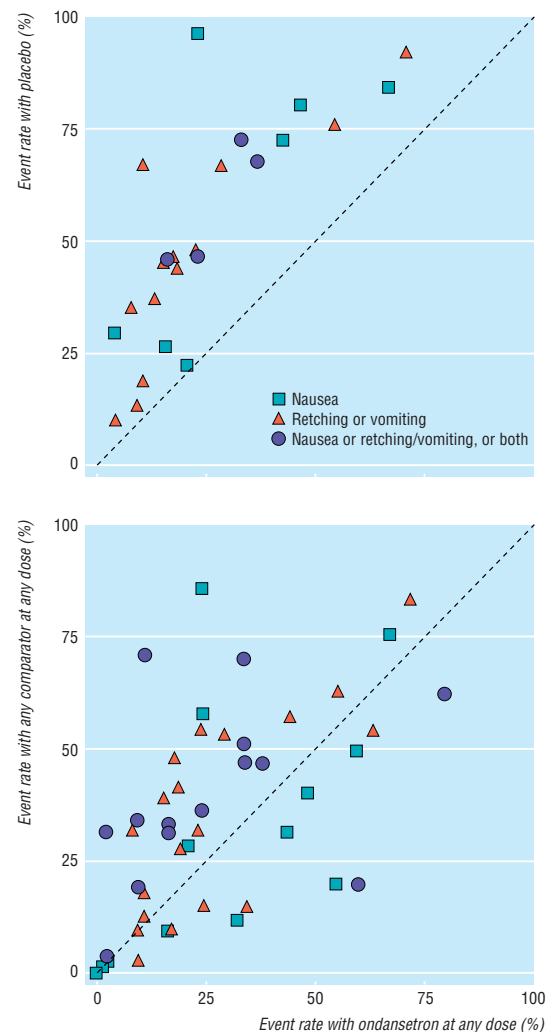 Event rate with placebo (%)
100
75
50
25
0
Nausea
Retching or vomiting
Nausea or retching/vomiting, or both
Event rate with any comparator at any dose (%)
100
75
50
25
0
0 25 50 75 100
Event rate with ondansetron at any dose (%)